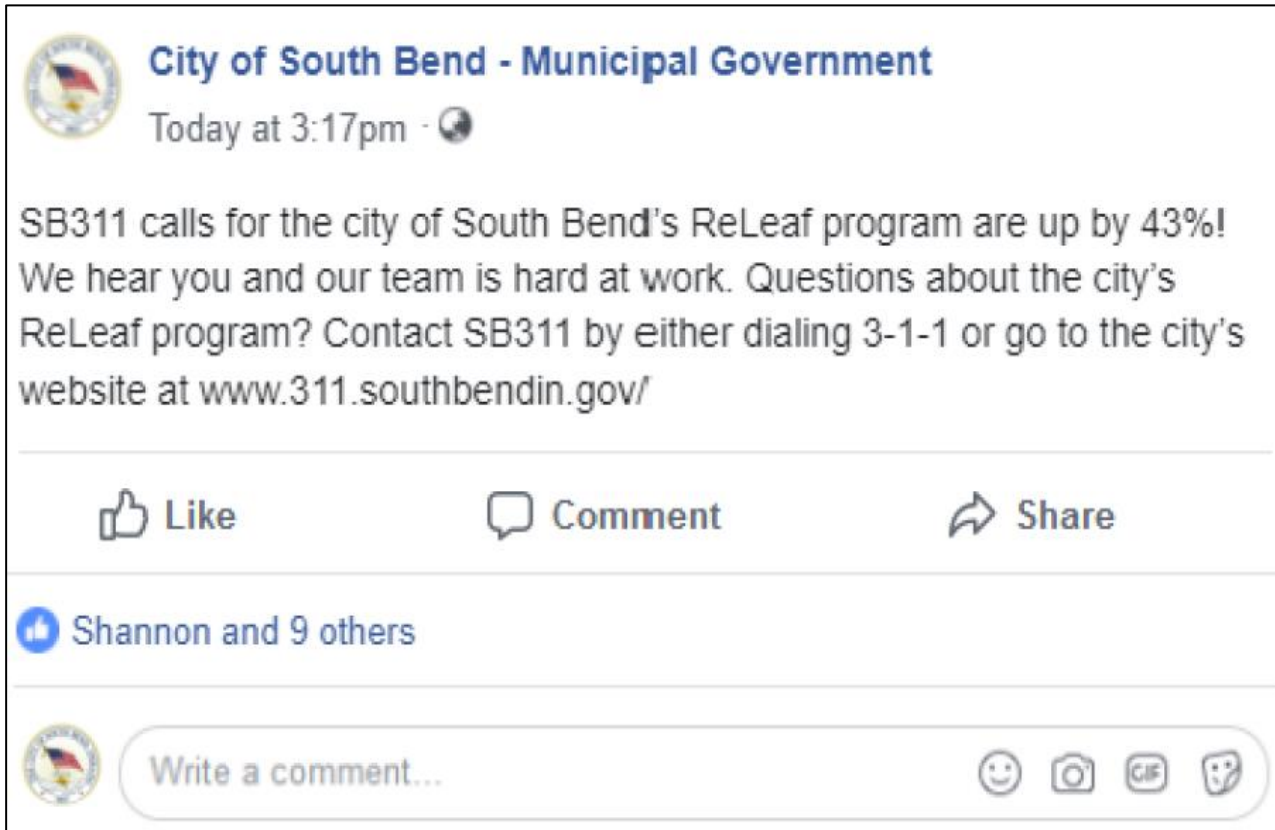 City of South Bend - Municipal Government
Today at 3:17pm ·
SB311 calls for the city of South Bend's ReLeaf program are up by 43%!
We hear you and our team is hard at work. Questions about the city's
ReLeaf program? Contact SB311 by either dialing 3-1-1 or go to the city's
website at www.311.southbendin.gov/
Like Comment Share
Shannon and 9 others
Write a comment... GIF